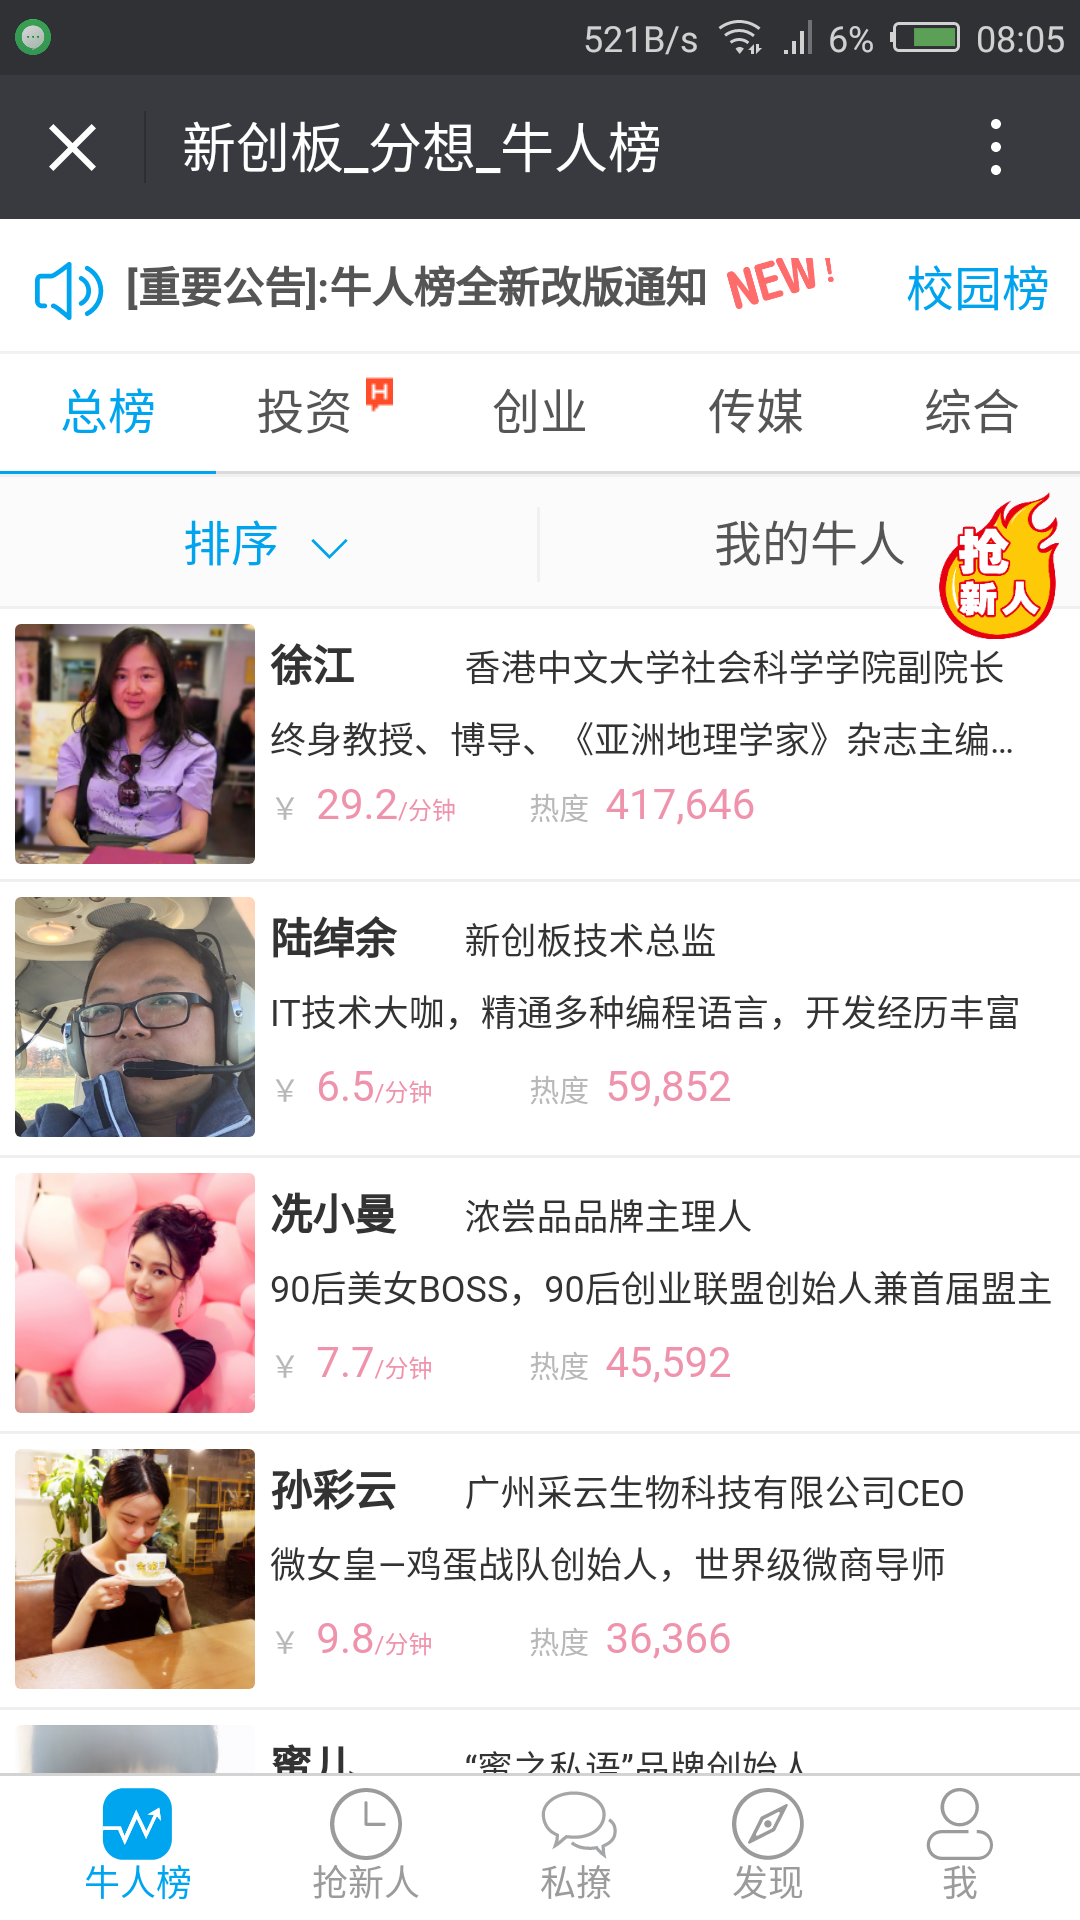 521B/s 6% 08:05
新创板_分想_牛人榜
[重要公告]:牛人榜全新改版通知 NEW! 校园榜
总榜 投资 H 创业 传媒 综合
排序 我的牛人 抢新人
徐江 香港中文大学社会科学学院副院长
终身教授、博导、《亚洲地理学家》杂志主编...
¥ 29.2/分钟 热度 417,646
陆绰余 新创板技术总监
IT技术大咖，精通多种编程语言，开发经历丰富
¥ 6.5/分钟 热度 59,852
冼小曼 浓尝品品牌主理人
90后美女BOSS，90后创业联盟创始人兼首届盟主
¥ 7.7/分钟 热度 45,592
孙彩云 广州采云生物科技有限公司CEO
微女皇—鸡蛋战队创始人，世界级微商导师
¥ 9.8/分钟 热度 36,366
蜜儿 “蜜之私语”品牌创始人
牛人榜 抢新人 私撩 发现 我